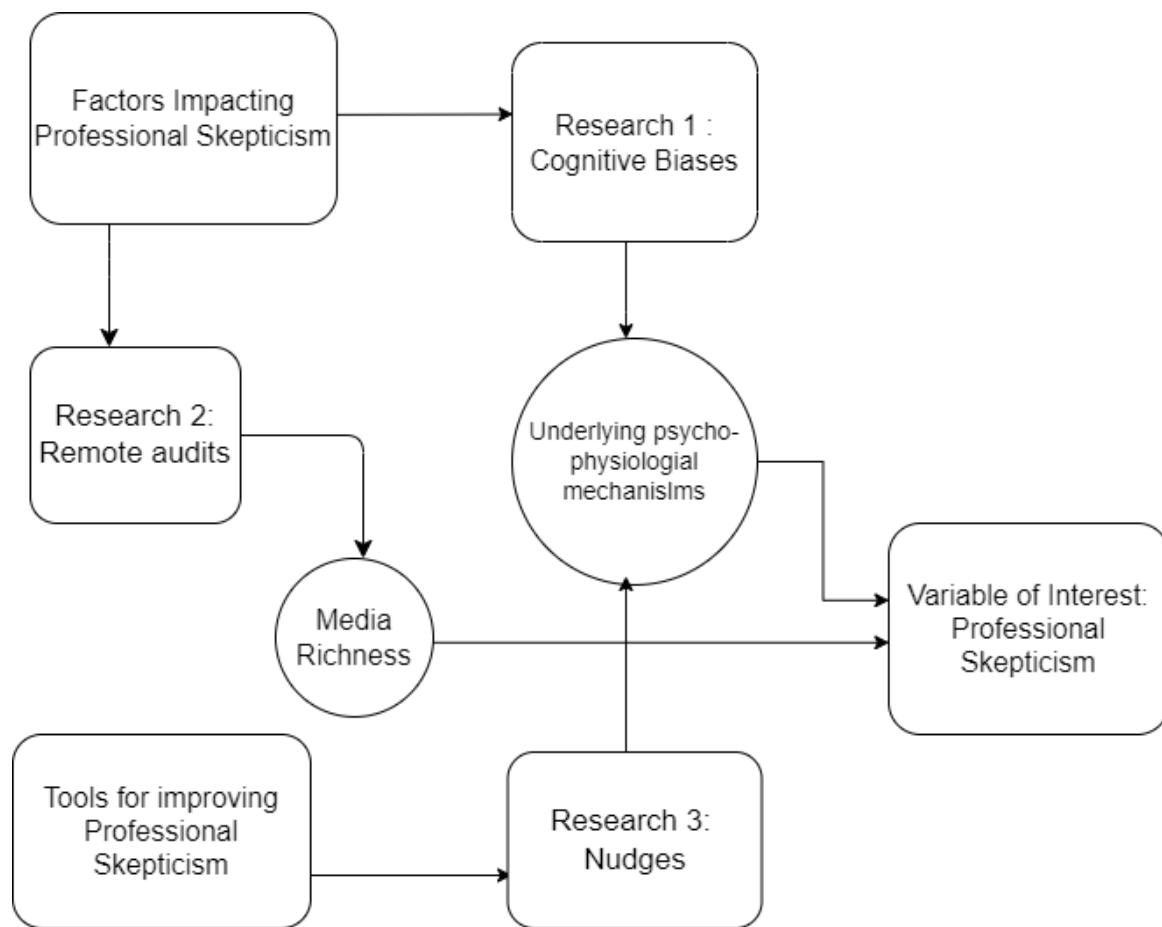 Factors Impacting
Professional Skepticism
Research 1 :
Cognitive Biases
Research 2:
Remote audits
Underlying psycho-
physiologial
mechanislms
Media
Richness
Variable of Interest:
Professional
Skepticism
Tools for improving
Professional
Skepticism
Research 3:
Nudges